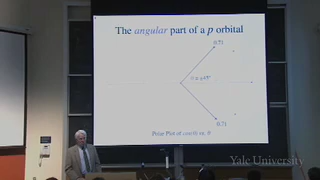 The angular part of a p orbital
0.71
0.71
Polar Plot of cos(θ) vs. θ
Yale University